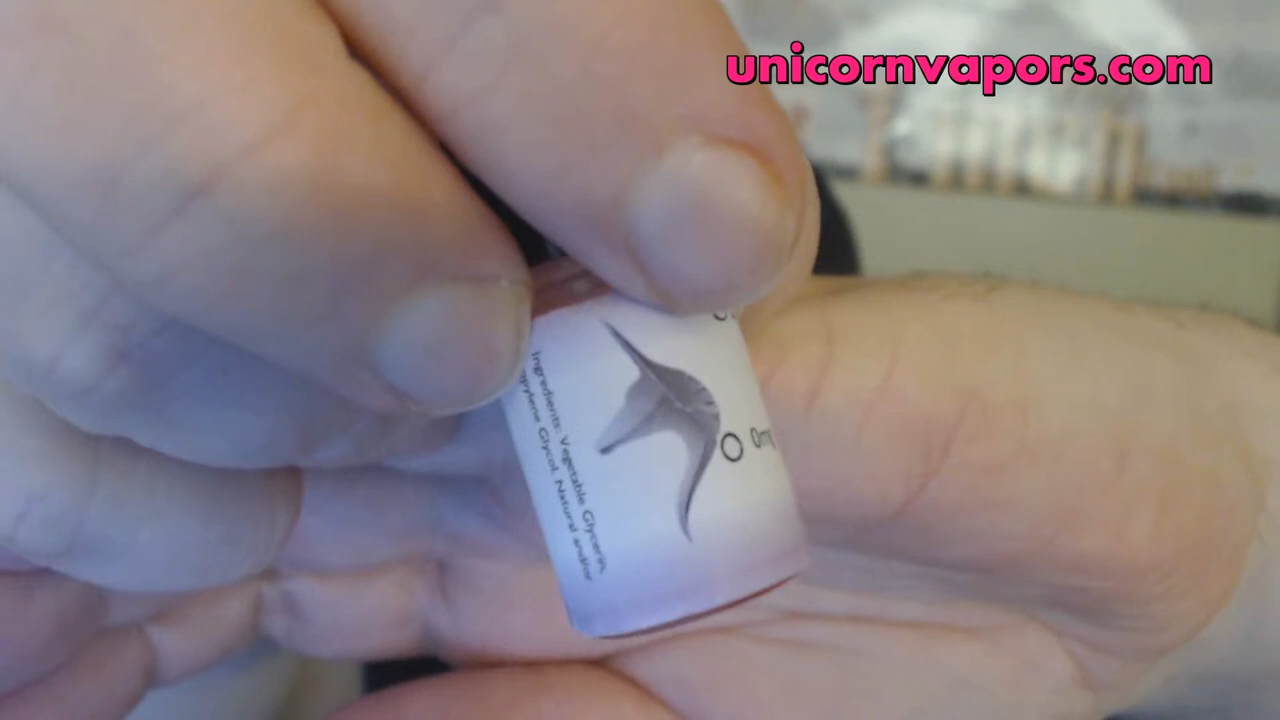 unicornvapors.com
Ingredients: Vegetable Glycerin,
Glycol, Natural and/or
O